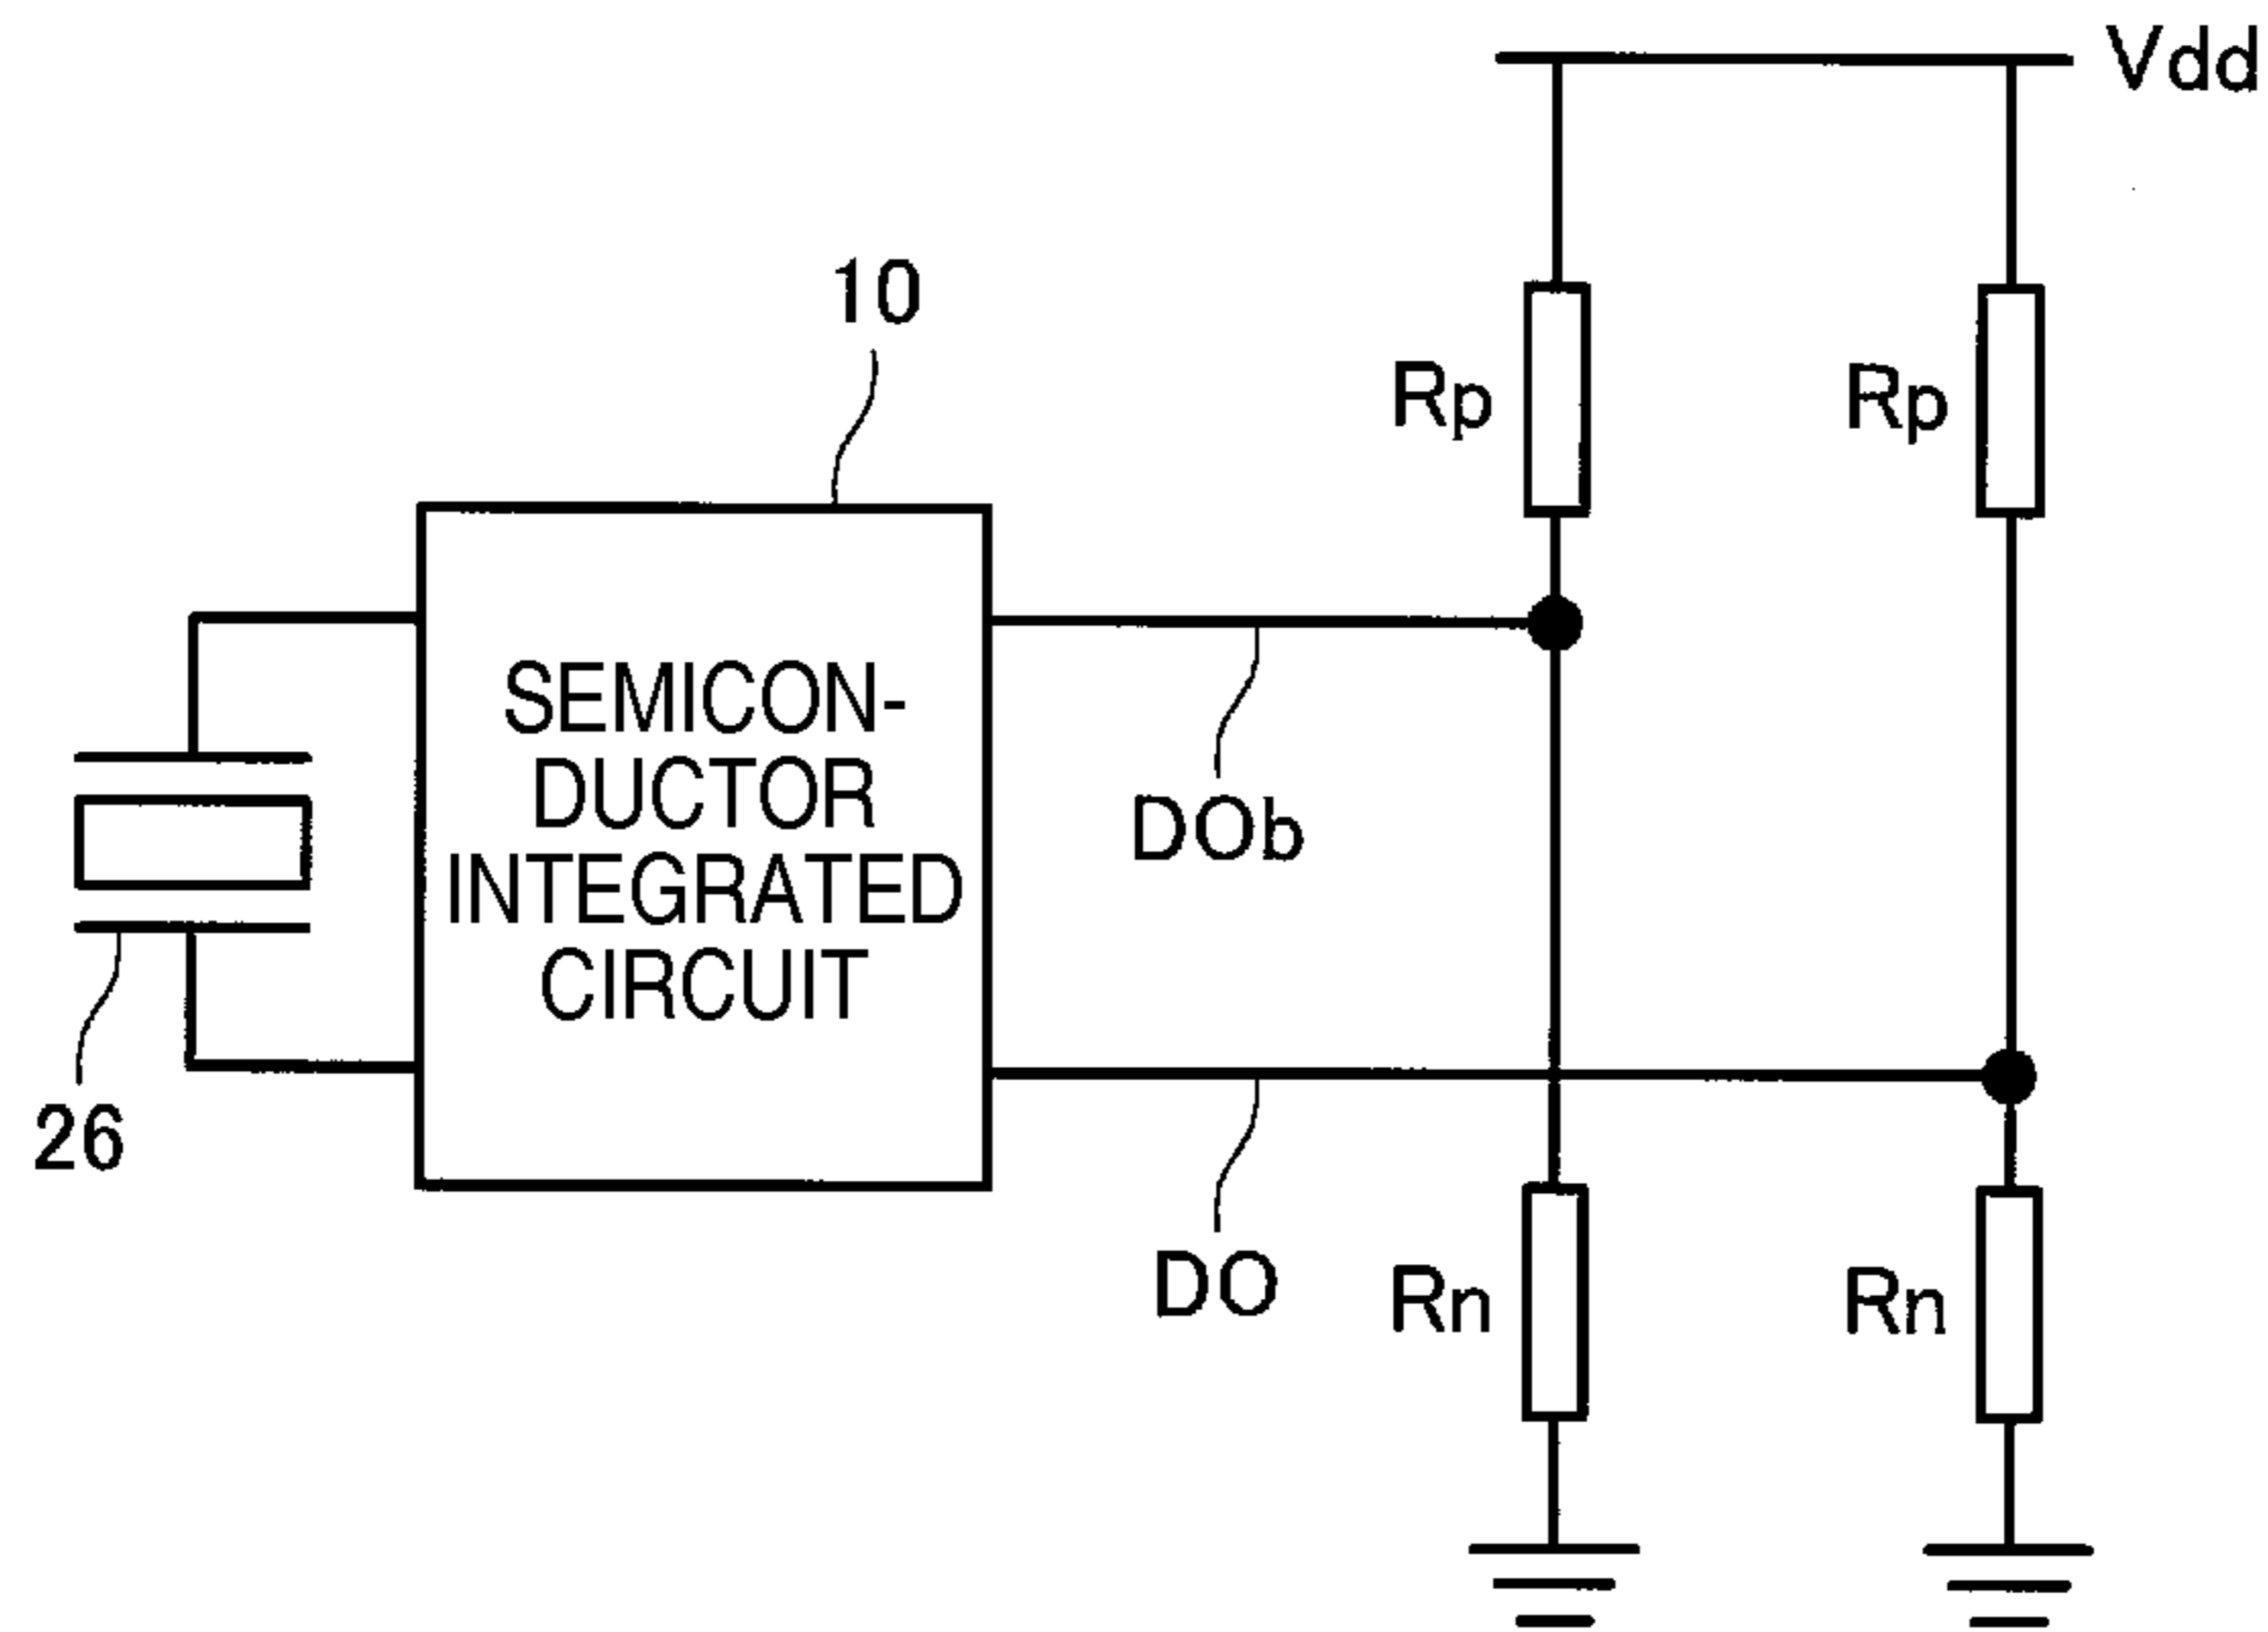 Vdd
10
Rp
Rp
SEMICON-
DUCTOR
INTEGRATED
CIRCUIT
DOb
26
DO
Rn
Rn